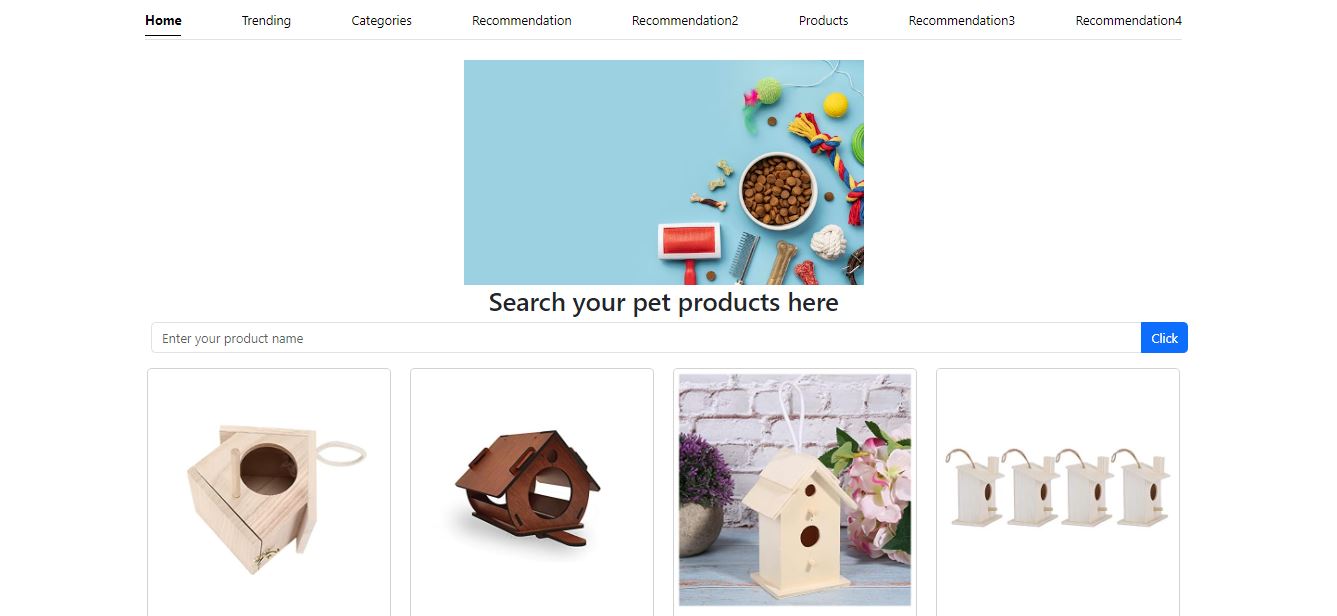 Home Trending Categories Recommendation Recommendation2 Products Recommendation3 Recommendation4
Search your pet products here
Enter your product name Click